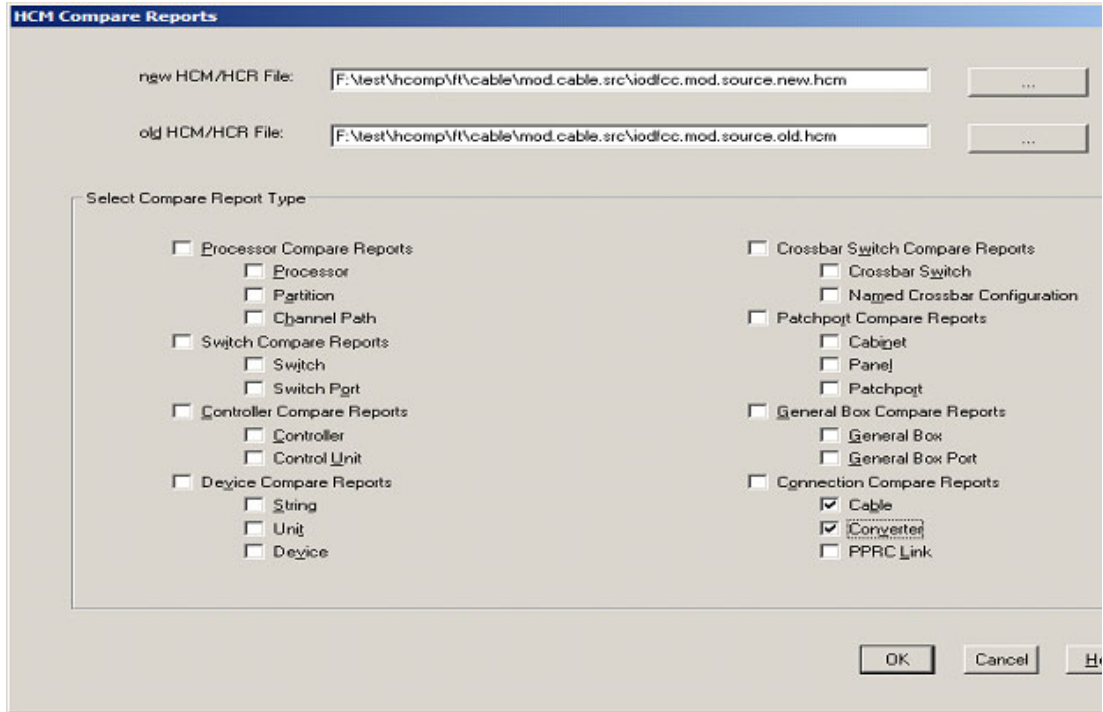 HCM Compare Reports
new HCM/HCR File:
F:\test\hcomp\ft\cable\mod.cable.src\iodfcc.mod.source.new.hcm
...
old HCM/HCR File:
F:\test\hcomp\ft\cable\mod.cable.src\iodfcc.mod.source.old.hcm
...
Select Compare Report Type
Processor Compare Reports
Processor
Partition
Channel Path
Switch Compare Reports
Switch
Switch Port
Controller Compare Reports
Controller
Control Unit
Device Compare Reports
String
Unit
Device
Crossbar Switch Compare Reports
Crossbar Switch
Named Crossbar Configuration
Patchport Compare Reports
Cabinet
Panel
Patchport
General Box Compare Reports
General Box
General Box Port
Connection Compare Reports
Cable
Converter
PPRC Link
OK
Cancel